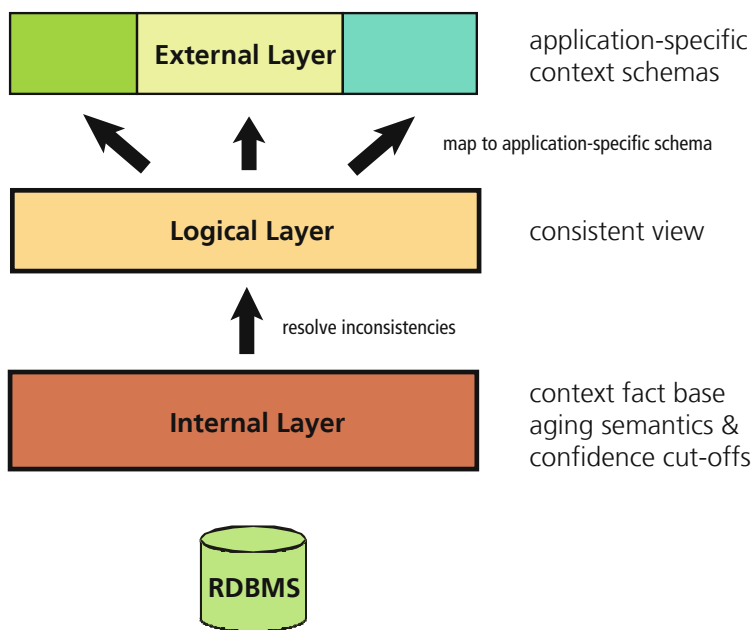 External Layer
application-specific
context schemas
map to application-specific schema
Logical Layer
consistent view
resolve inconsistencies
Internal Layer
context fact base
aging semantics &
confidence cut-offs
RDBMS